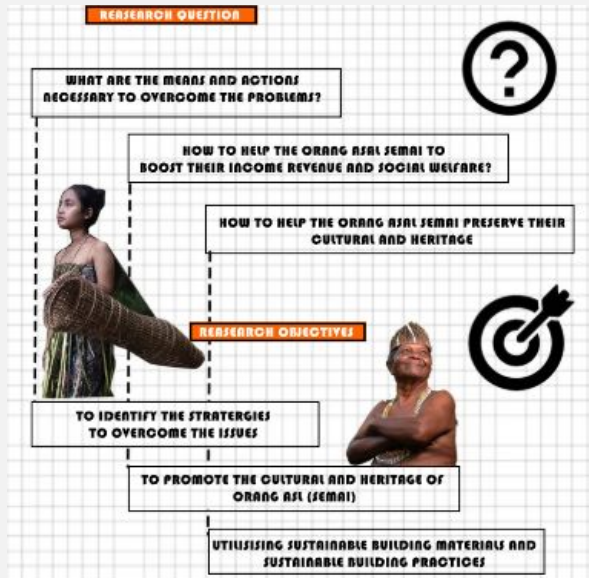 REASEARCH QUESTION
WHAT ARE THE MEANS AND ACTIONS
NECESSARY TO OVERCOME THE PROBLEMS?
HOW TO HELP THE ORANG ASAL SEMAI TO
BOOST THEIR INCOME REVENUE AND SOCIAL WELFARE?
HOW TO HELP THE ORANG ASAL SEMAI PRESERVE THEIR
CULTURAL AND HERITAGE
REASEARCH OBJECTIVES
TO IDENTIFY THE STRATERGIES
TO OVERCOME THE ISSUES
TO PROMOTE THE CULTURAL AND HERITAGE OF
ORANG ASL (SEMAI)
UTILISISING SUSTAINABLE BUILDING MATERIALS AND
SUSTAINABLE BUILDING PRACTICES